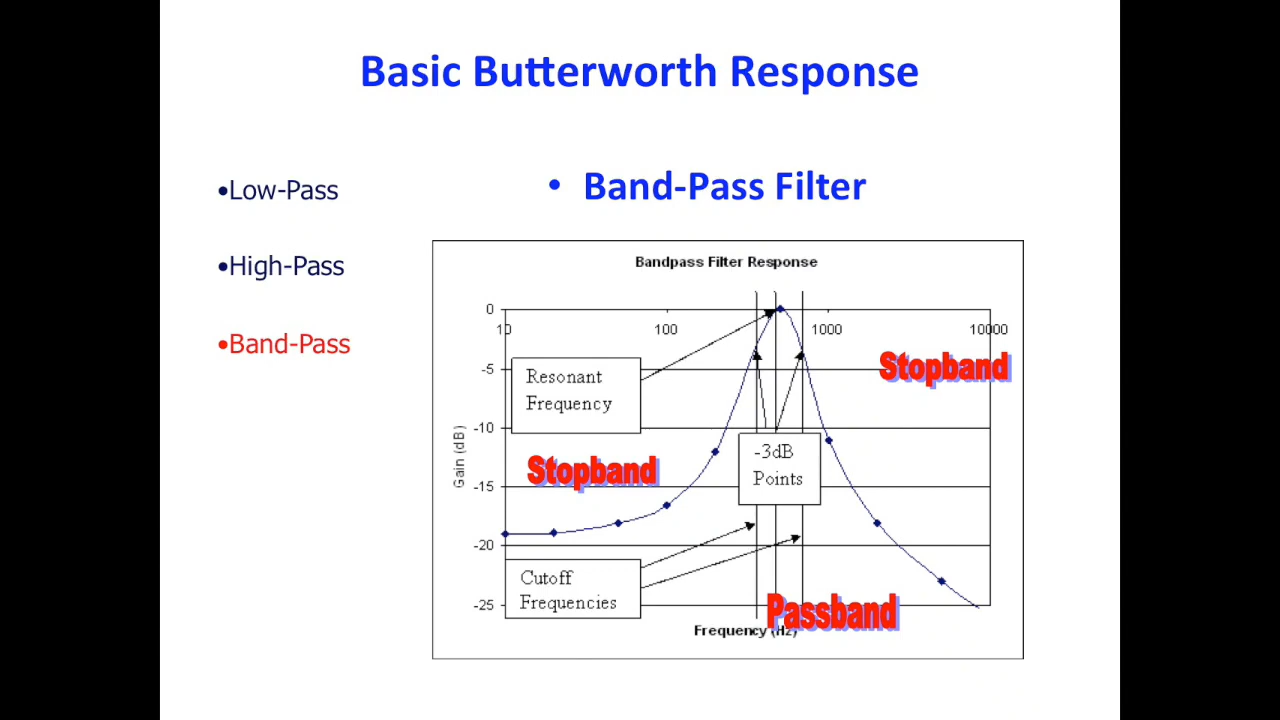 Basic Butterworth Response
•Low-Pass
•High-Pass
•Band-Pass
• Band-Pass Filter
Bandpass Filter Response
0
10 100 1000 10000
Stopband
Resonant
Frequency
-5
-10
-3dB
Points
Gain (dB)
Stopband
-15
-20
Cutoff
Frequencies
-25
Passband
Frequency (Hz)